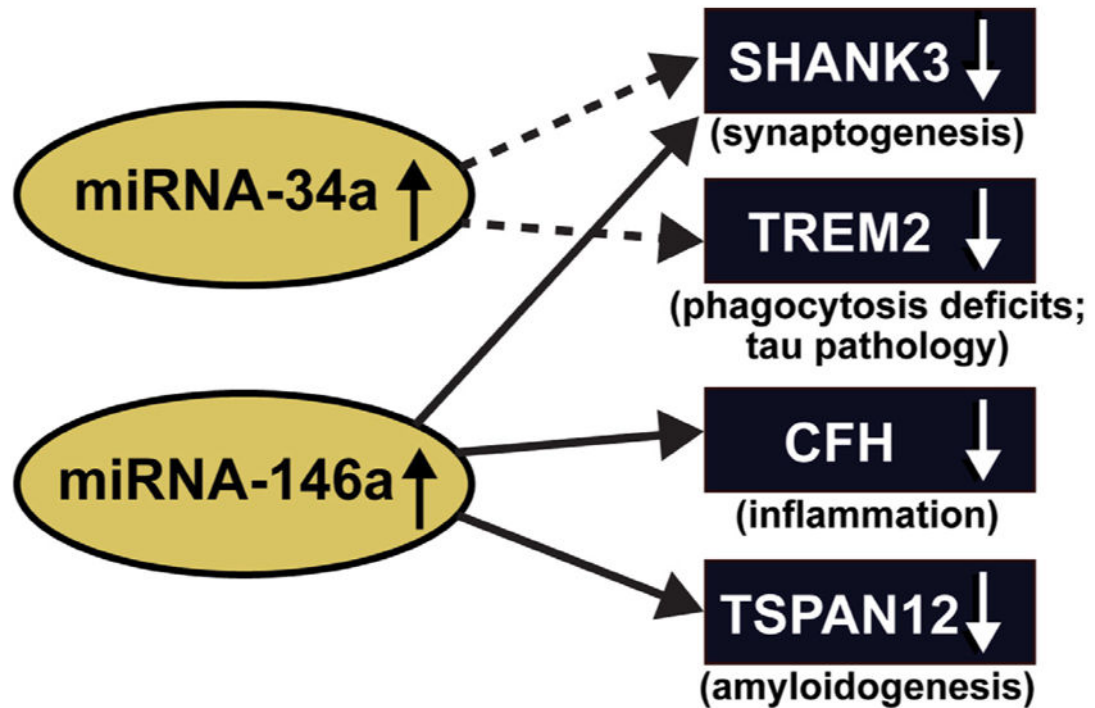 SHANK3
(synaptogenesis)
miRNA-34a
TREM2
(phagocytosis deficits;
tau pathology)
miRNA-146a
CFH
(inflammation)
TSPAN12
(amyloidogenesis)